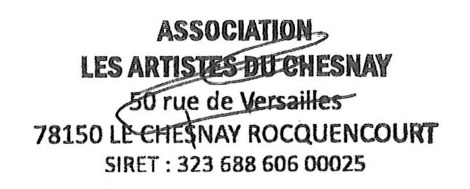 ASSOCIATION
LES ARTISTES DU CHESNAY
50 rue de Versailles
78150 LE CHESNAY ROCQUENCOURT
SIRET : 323 688 606 00025